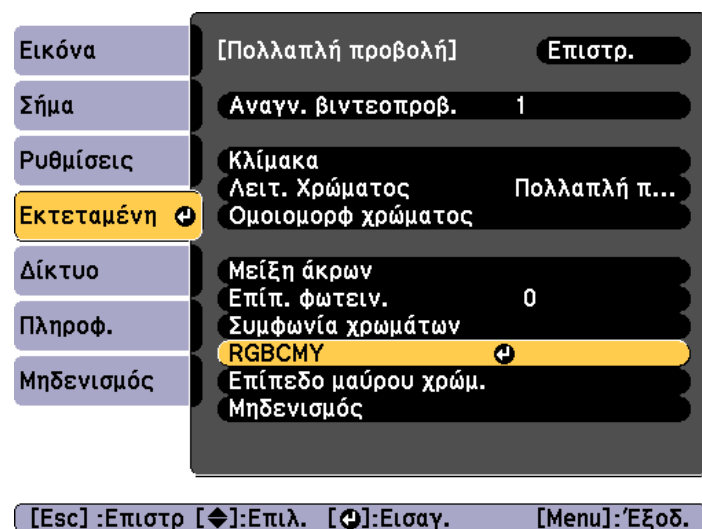 Εικόνα
Σήμα
Ρυθμίσεις
Εκτεταμένη
Δίκτυο
Πληροφ.
Μηδενισμός
[Πολλαπλή προβολή] Επιστρ.
Αναγν. βιντεοπροβ. 1
Κλίμακα
Λειτ. Χρώματος Πολλαπλή π...
Ομοιομορφ χρώματος
Μείξη άκρων
Επίπ. φωτειν. 0
Συμφωνία χρωμάτων
RGBCMY
Επίπεδο μαύρου χρώμ.
Μηδενισμός
[Esc] :Επιστρ [◆]:Επιλ. [⏎]:Εισαγ. [Menu]:Έξοδ.